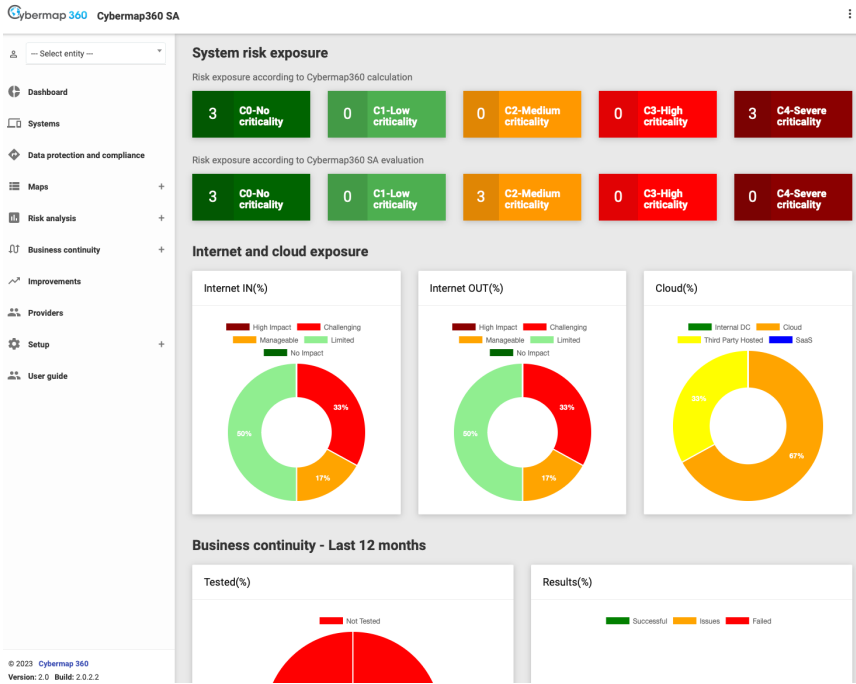 Cybermap 360 Cybermap360 SA
--- Select entity ---
Dashboard
Systems
Data protection and compliance
Maps +
Risk analysis +
Business continuity +
Improvements
Providers
Setup +
User guide
© 2023 Cybermap 360
Version: 2.0 Build: 2.0.2.2
System risk exposure
Risk exposure according to Cybermap360 calculation
3 C0-No criticality
0 C1-Low criticality
0 C2-Medium criticality
0 C3-High criticality
3 C4-Severe criticality
Risk exposure according to Cybermap360 SA evaluation
3 C0-No criticality
0 C1-Low criticality
3 C2-Medium criticality
0 C3-High criticality
0 C4-Severe criticality
Internet and cloud exposure
Internet IN(%)
High Impact Challenging
Manageable Limited
No Impact
33%
50%
17%
Internet OUT(%)
High Impact Challenging
Manageable Limited
No Impact
33%
50%
17%
Cloud(%)
Internal DC Cloud
Third Party Hosted SaaS
33%
67%
Business continuity - Last 12 months
Tested(%)
Not Tested
Results(%)
Successful Issues Failed